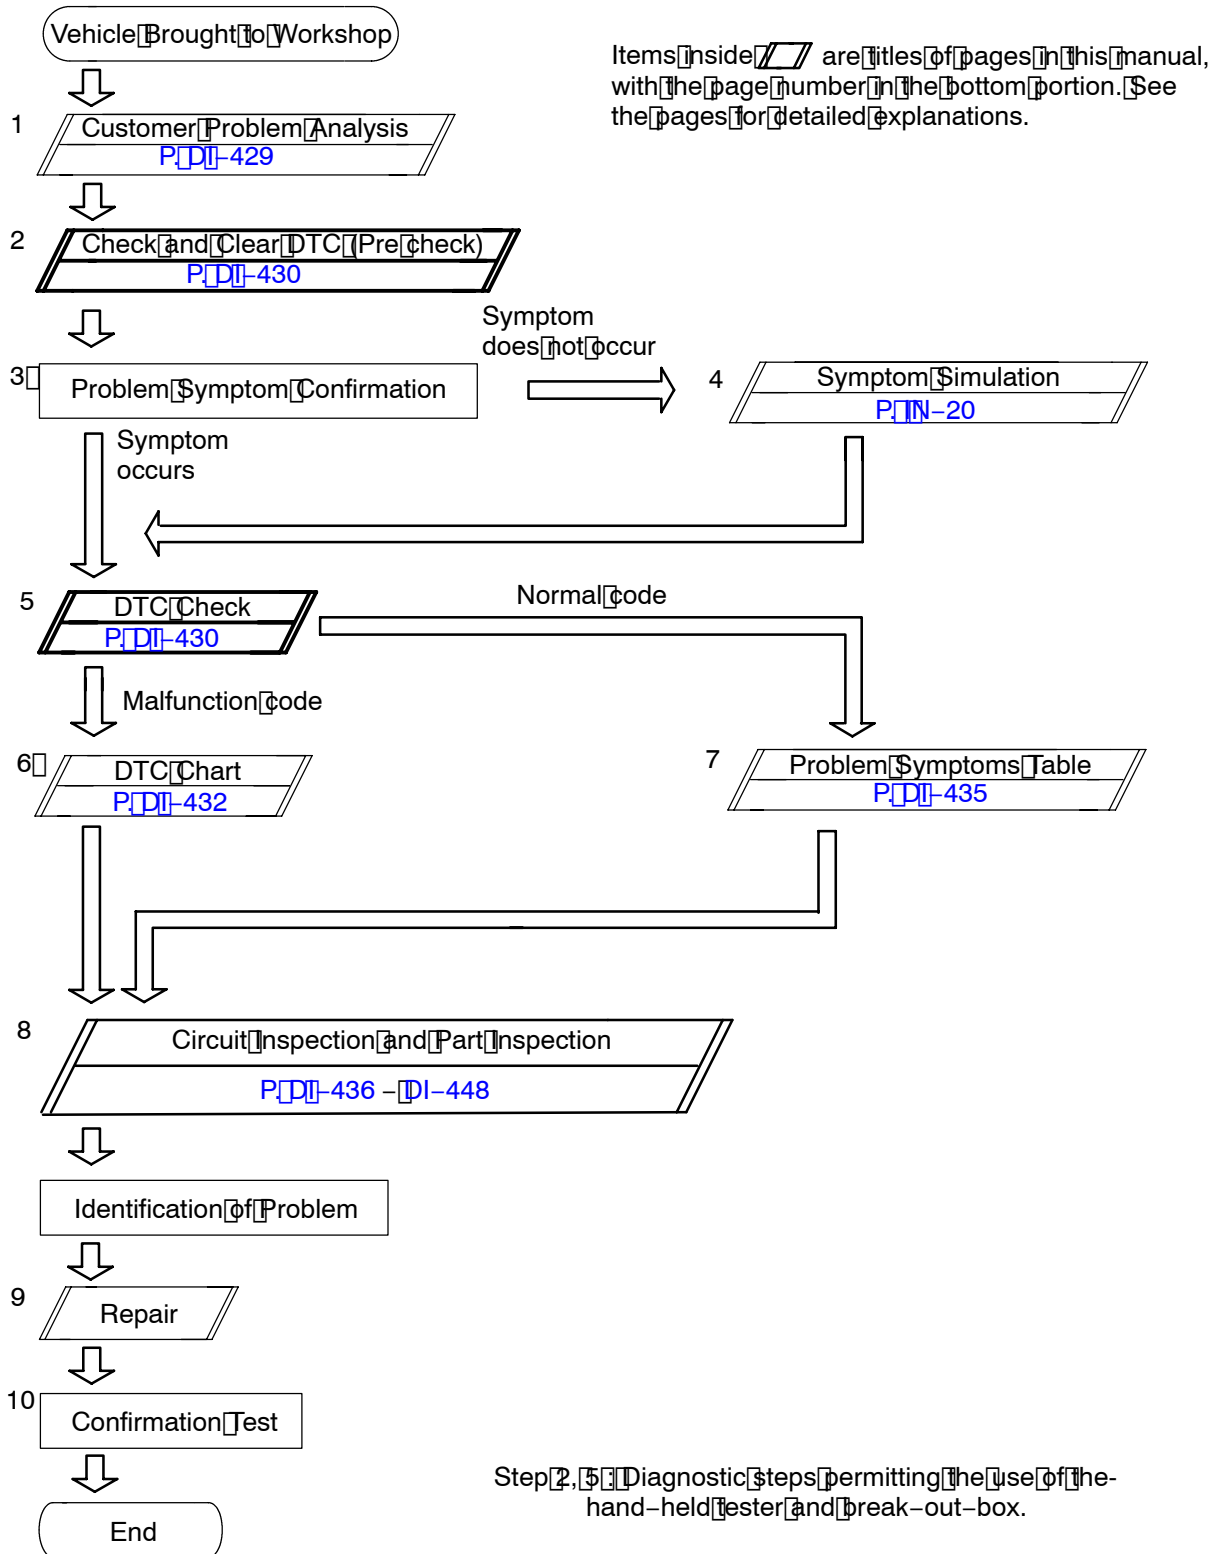 Vehicle Brought to Workshop
Items inside are titles of pages in this manual,
with the page number in the bottom portion. See
the pages for detailed explanations.
1
Customer Problem Analysis
P. DI–429
2
Check and Clear DTC (Pre check)
P. DI–430
Symptom
does not occur
3
Problem Symptom Confirmation
4
Symptom Simulation
P. IN–20
Symptom
occurs
5
DTC Check
P. DI–430
Normal code
Malfunction code
6
DTC Chart
P. DI–432
7
Problem Symptoms Table
P. DI–435
8
Circuit Inspection and Part Inspection
P. DI–436 – DI–448
Identification of Problem
9
Repair
10
Confirmation Test
Step 2, 5 : Diagnostic steps permitting the use of the-
hand–held tester and break–out–box.
End